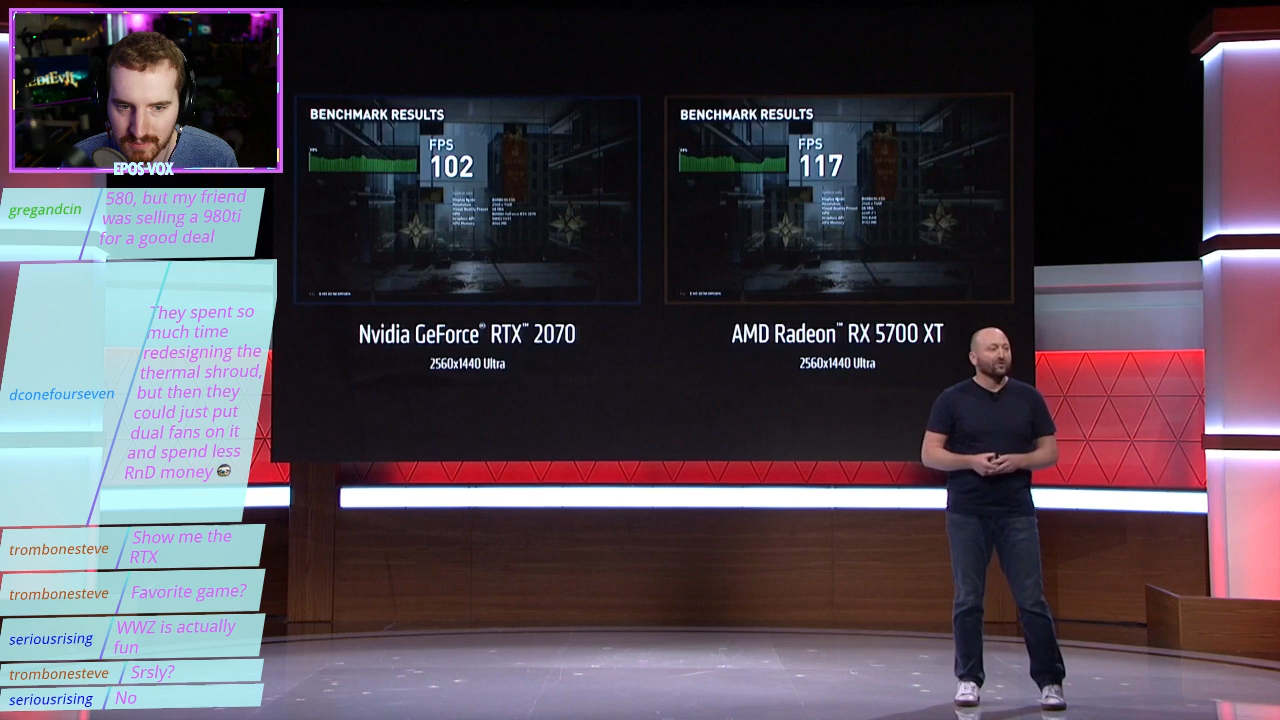 EPOS VOX
gregandcin
580, but my friend
was selling a 980ti
for a good deal
dconefourseven
They spent so
much time
redesigning the
thermal shroud,
but then they
could just put
dual fans on it
and spend less
RnD money
trombonesteve
Show me the
RTX
trombonesteve
Favorite game?
seriousrising
WWZ is actually
fun
trombonesteve
Srsly?
seriousrising
No
BENCHMARK RESULTS
FPS
102
Nvidia GeForce® RTX™ 2070
2560x1440 Ultra
BENCHMARK RESULTS
FPS
117
AMD Radeon™ RX 5700 XT
2560x1440 Ultra